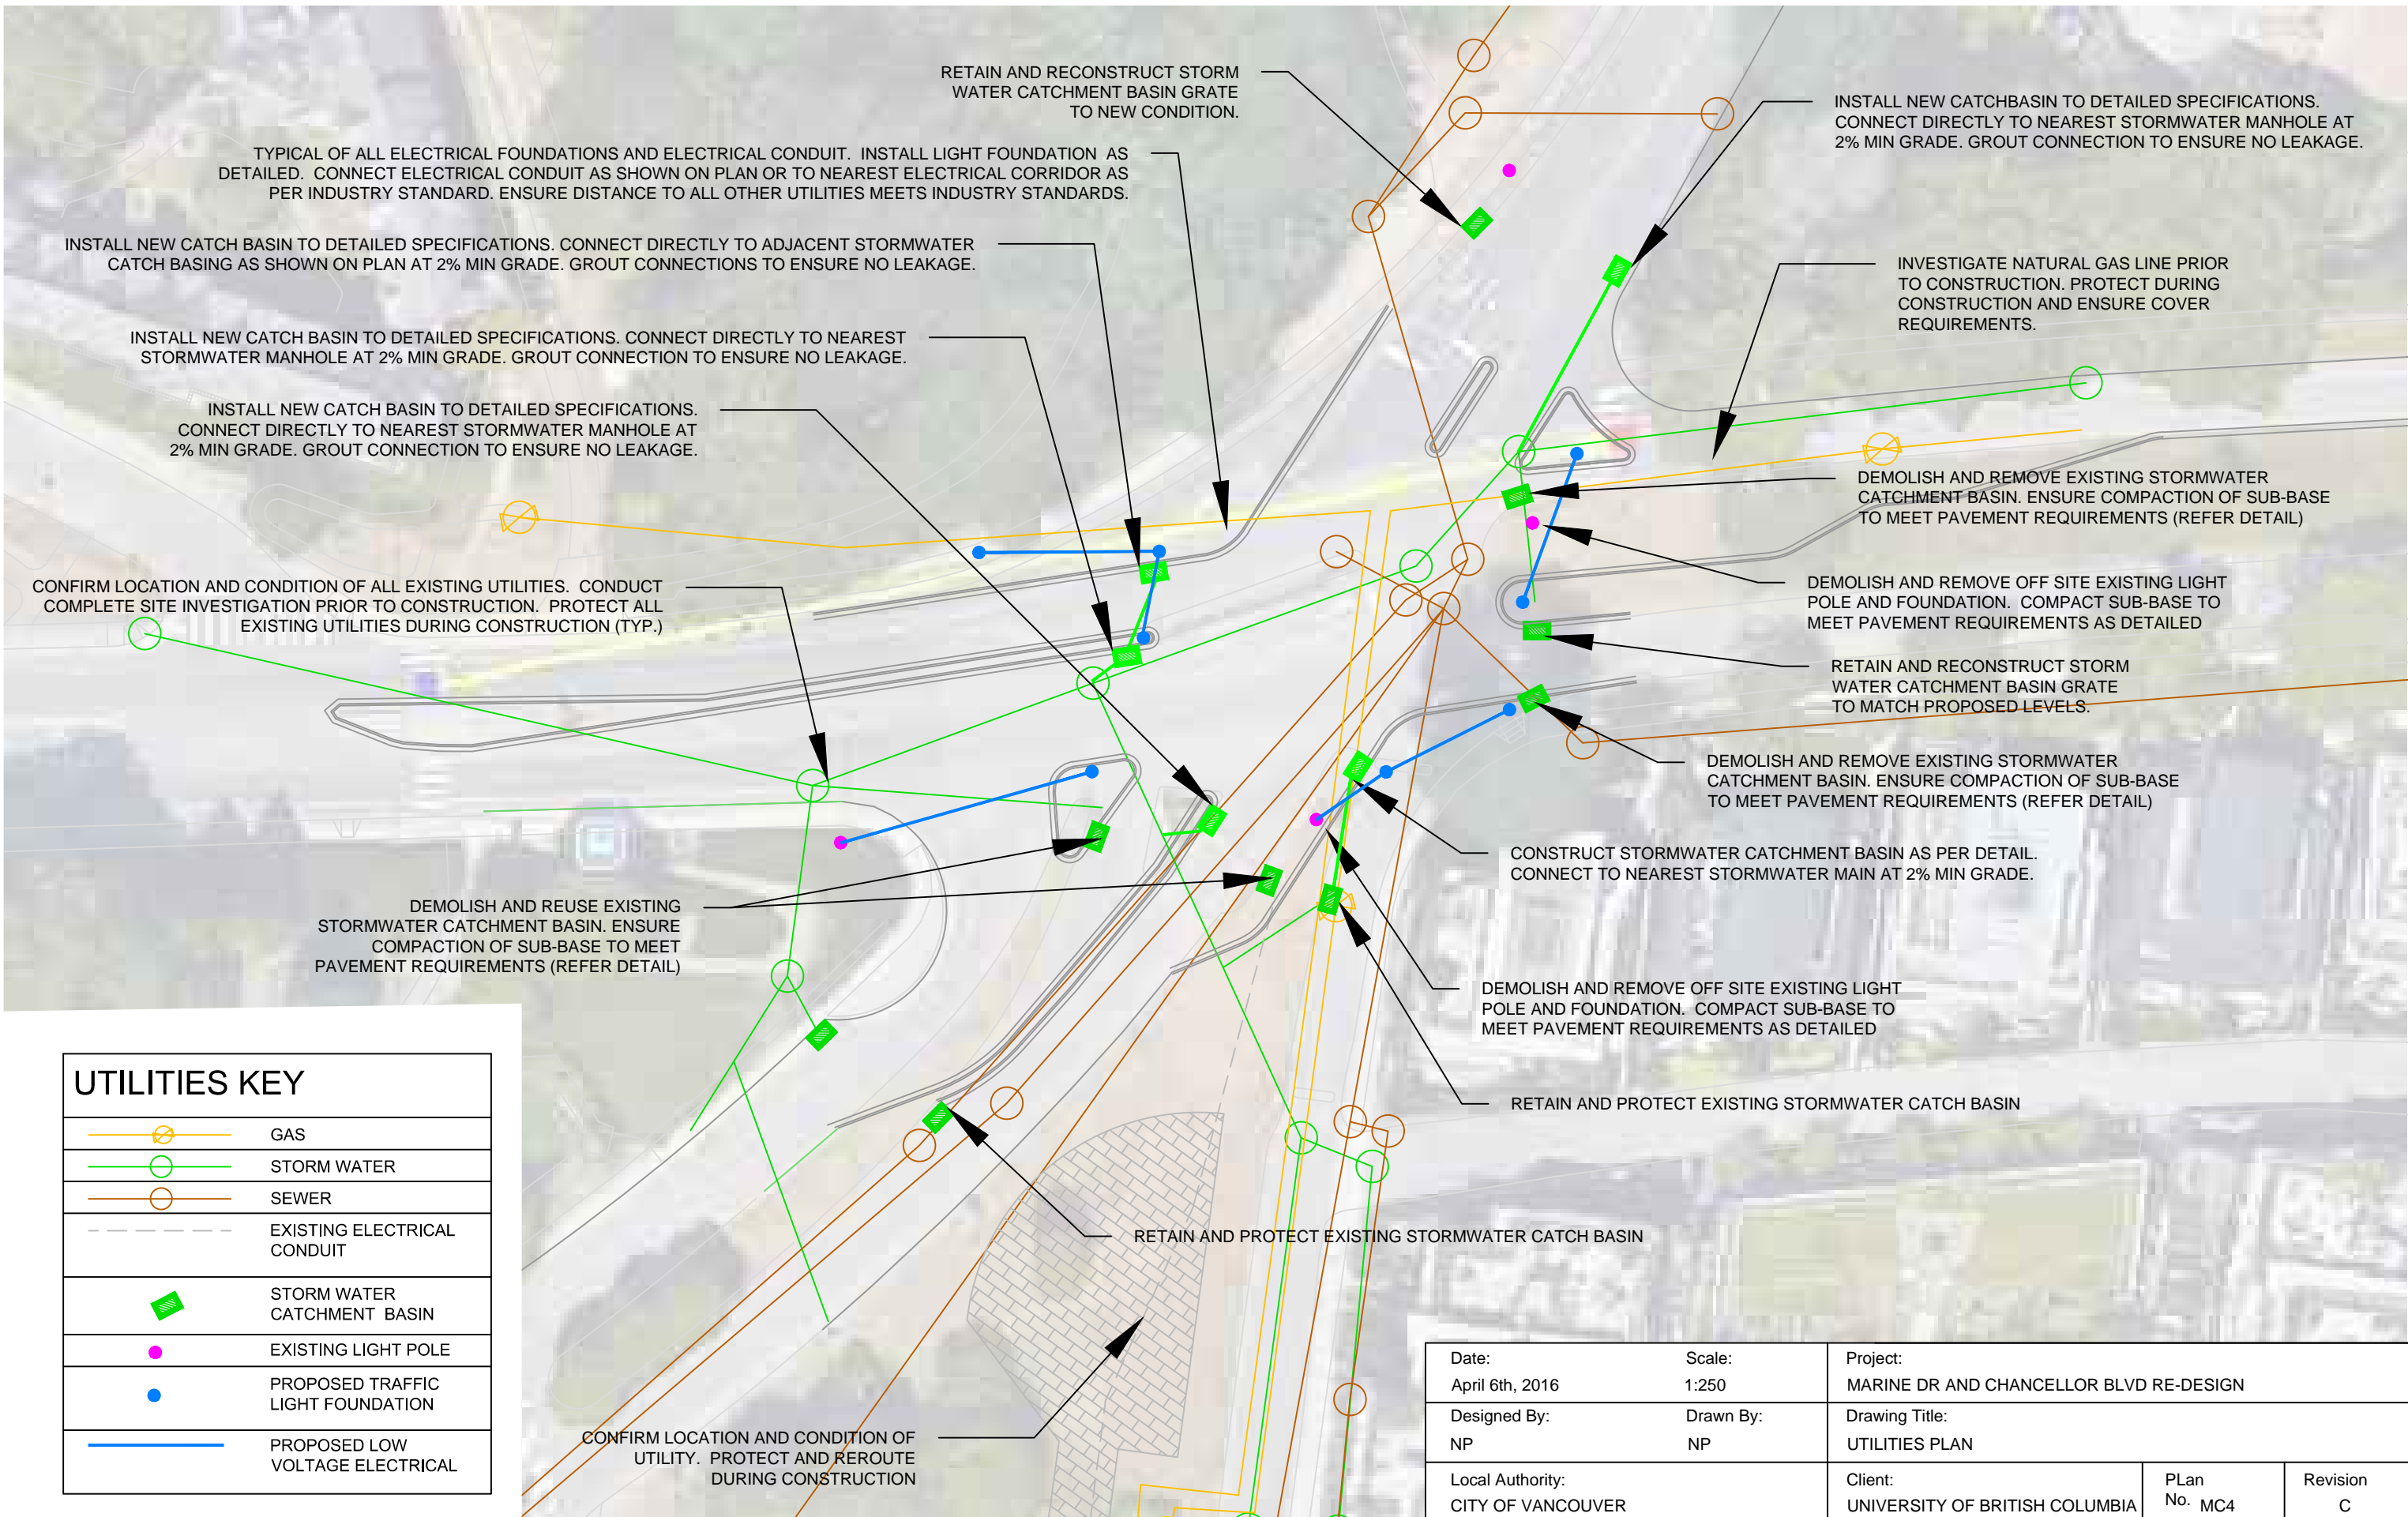 RETAIN AND RECONSTRUCT STORM
WATER CATCHMENT BASIN GRATE
TO NEW CONDITION.
INSTALL NEW CATCHBASIN TO DETAILED SPECIFICATIONS.
CONNECT DIRECTLY TO NEAREST STORMWATER MANHOLE AT
2% MIN GRADE. GROUT CONNECTION TO ENSURE NO LEAKAGE.
TYPICAL OF ALL ELECTRICAL FOUNDATIONS AND ELECTRICAL CONDUIT. INSTALL LIGHT FOUNDATION AS
DETAILED. CONNECT ELECTRICAL CONDUIT AS SHOWN ON PLAN OR TO NEAREST ELECTRICAL CORRIDOR AS
PER INDUSTRY STANDARD. ENSURE DISTANCE TO ALL OTHER UTILITIES MEETS INDUSTRY STANDARDS.
INSTALL NEW CATCH BASIN TO DETAILED SPECIFICATIONS. CONNECT DIRECTLY TO ADJACENT STORMWATER
CATCH BASING AS SHOWN ON PLAN AT 2% MIN GRADE. GROUT CONNECTIONS TO ENSURE NO LEAKAGE.
INVESTIGATE NATURAL GAS LINE PRIOR
TO CONSTRUCTION. PROTECT DURING
CONSTRUCTION AND ENSURE COVER
REQUIREMENTS.
INSTALL NEW CATCH BASIN TO DETAILED SPECIFICATIONS. CONNECT DIRECTLY TO NEAREST
STORMWATER MANHOLE AT 2% MIN GRADE. GROUT CONNECTION TO ENSURE NO LEAKAGE.
INSTALL NEW CATCH BASIN TO DETAILED SPECIFICATIONS.
CONNECT DIRECTLY TO NEAREST STORMWATER MANHOLE AT
2% MIN GRADE. GROUT CONNECTION TO ENSURE NO LEAKAGE.
DEMOLISH AND REMOVE EXISTING STORMWATER
CATCHMENT BASIN. ENSURE COMPACTION OF SUB-BASE
TO MEET PAVEMENT REQUIREMENTS (REFER DETAIL)
CONFIRM LOCATION AND CONDITION OF ALL EXISTING UTILITIES. CONDUCT
COMPLETE SITE INVESTIGATION PRIOR TO CONSTRUCTION. PROTECT ALL
EXISTING UTILITIES DURING CONSTRUCTION (TYP.)
DEMOLISH AND REMOVE OFF SITE EXISTING LIGHT
POLE AND FOUNDATION. COMPACT SUB-BASE TO
MEET PAVEMENT REQUIREMENTS AS DETAILED
RETAIN AND RECONSTRUCT STORM
WATER CATCHMENT BASIN GRATE
TO MATCH PROPOSED LEVELS.
DEMOLISH AND REMOVE EXISTING STORMWATER
CATCHMENT BASIN. ENSURE COMPACTION OF SUB-BASE
TO MEET PAVEMENT REQUIREMENTS (REFER DETAIL)
CONSTRUCT STORMWATER CATCHMENT BASIN AS PER DETAIL.
CONNECT TO NEAREST STORMWATER MAIN AT 2% MIN GRADE.
DEMOLISH AND REUSE EXISTING
STORMWATER CATCHMENT BASIN. ENSURE
COMPACTION OF SUB-BASE TO MEET
PAVEMENT REQUIREMENTS (REFER DETAIL)
DEMOLISH AND REMOVE OFF SITE EXISTING LIGHT
POLE AND FOUNDATION. COMPACT SUB-BASE TO
MEET PAVEMENT REQUIREMENTS AS DETAILED
RETAIN AND PROTECT EXISTING STORMWATER CATCH BASIN
RETAIN AND PROTECT EXISTING STORMWATER CATCH BASIN
CONFIRM LOCATION AND CONDITION OF
UTILITY. PROTECT AND REROUTE
DURING CONSTRUCTION
UTILITIES KEY
GAS
STORM WATER
SEWER
EXISTING ELECTRICAL
CONDUIT
STORM WATER
CATCHMENT BASIN
EXISTING LIGHT POLE
PROPOSED TRAFFIC
LIGHT FOUNDATION
PROPOSED LOW
VOLTAGE ELECTRICAL
Date:
April 6th, 2016
Scale:
1:250
Project:
MARINE DR AND CHANCELLOR BLVD RE-DESIGN
Designed By:
NP
Drawn By:
NP
Drawing Title:
UTILITIES PLAN
Local Authority:
CITY OF VANCOUVER
Client:
UNIVERSITY OF BRITISH COLUMBIA
PLan
No. MC4
Revision
C